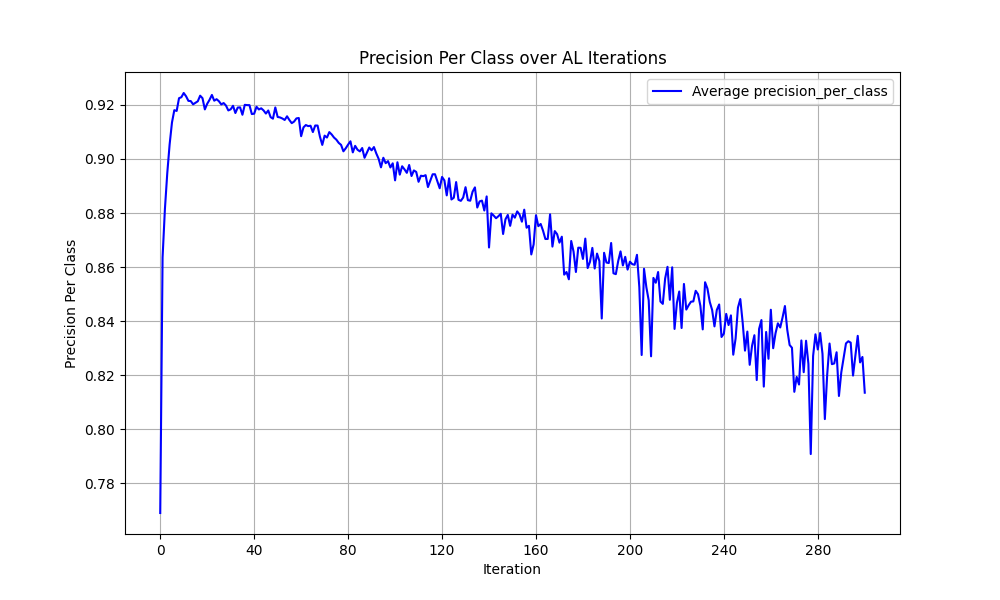 Precision Per Class over AL Iterations
Average precision_per_class
Precision Per Class
0.92
0.90
0.88
0.86
0.84
0.82
0.80
0.78
0 40 80 120 160 200 240 280
Iteration